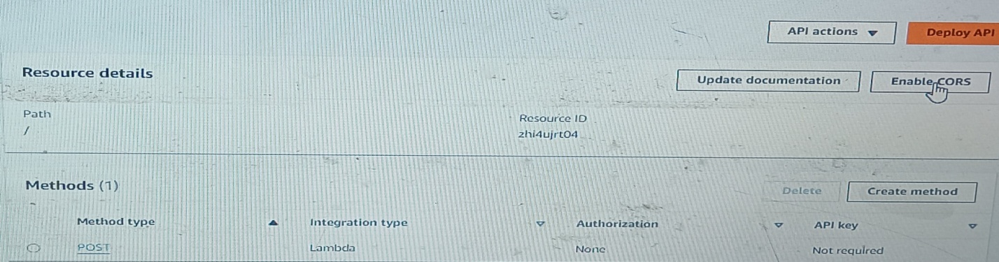 API actions
Deploy API
Resource details
Update documentation
Enable CORS
Path
Resource ID
/
zhi4ujrt04
Methods (1)
Delete
Create method
Method type
Integration type
Authorization
API key
POST
Lambda
None
Not required